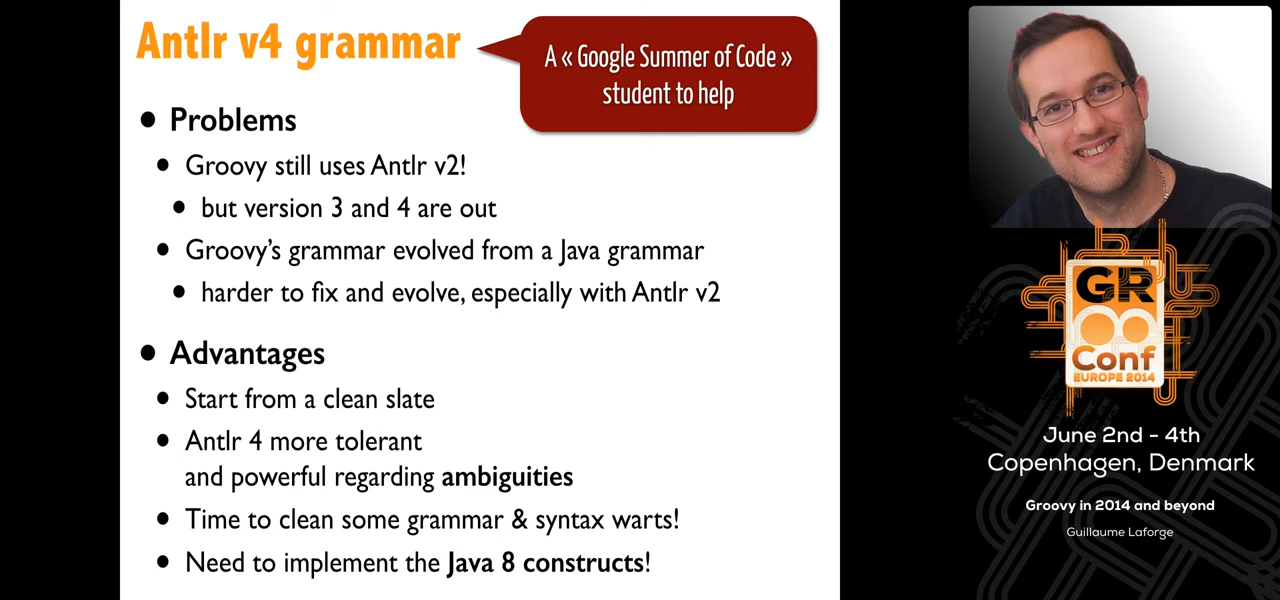 Antlr v4 grammar
A « Google Summer of Code »
student to help
• Problems
• Groovy still uses Antlr v2!
• but version 3 and 4 are out
• Groovy’s grammar evolved from a Java grammar
• harder to fix and evolve, especially with Antlr v2
• Advantages
• Start from a clean slate
• Antlr 4 more tolerant
and powerful regarding ambiguities
• Time to clean some grammar & syntax warts!
• Need to implement the Java 8 constructs!
GR
Conf
EUROPE 2014
June 2nd - 4th
Copenhagen, Denmark
Groovy in 2014 and beyond
Guillaume Laforge